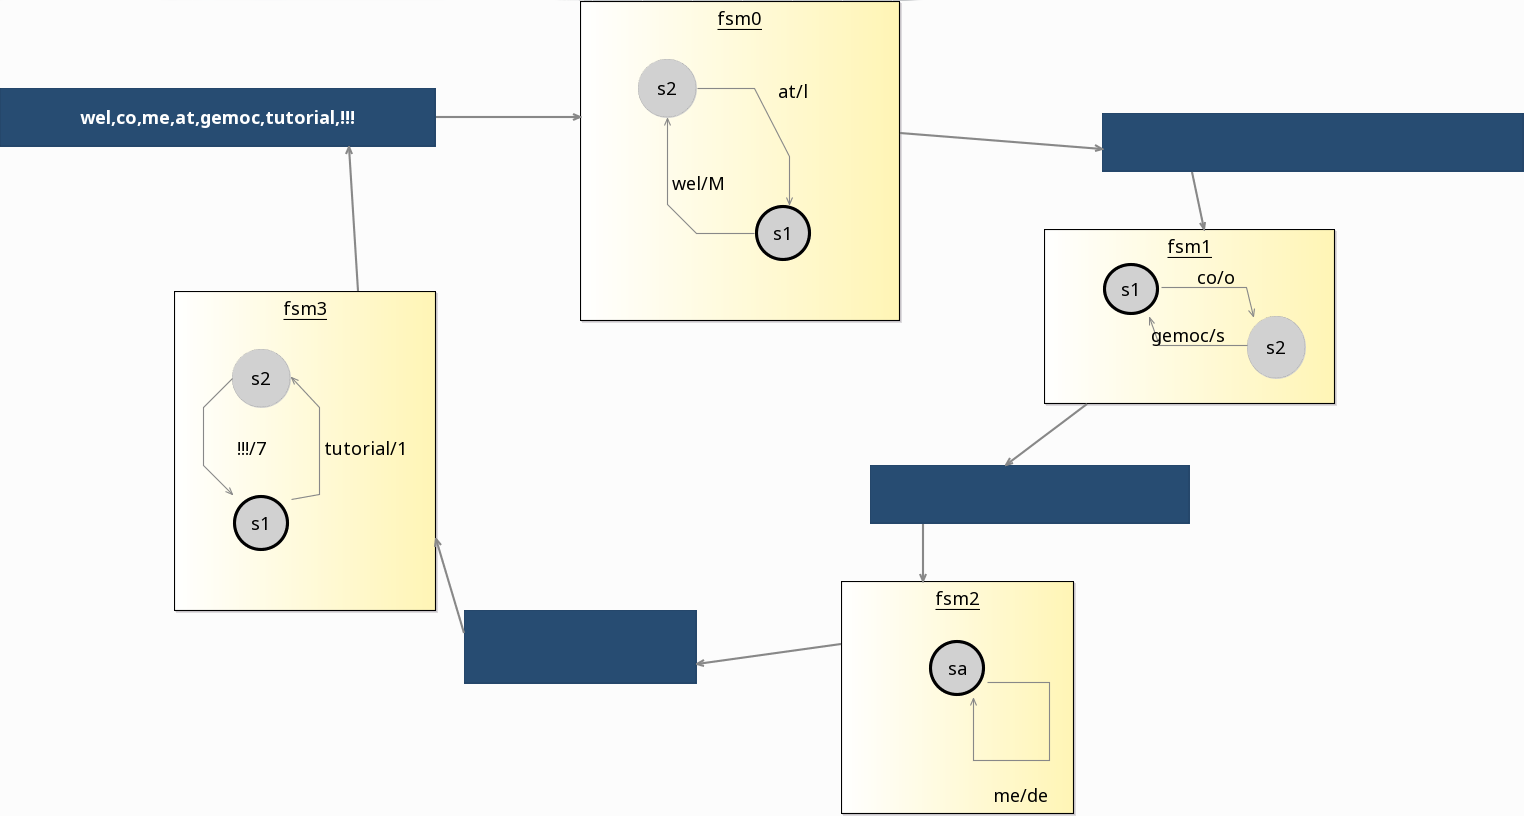 fsm0
s2
at/l
wel/M
s1
wel,co,me,at,gemoc,tutorial,!!!
fsm1
s1
co/o
gemoc/s
s2
fsm3
s2
!!!/7
tutorial/1
s1
fsm2
sa
me/de